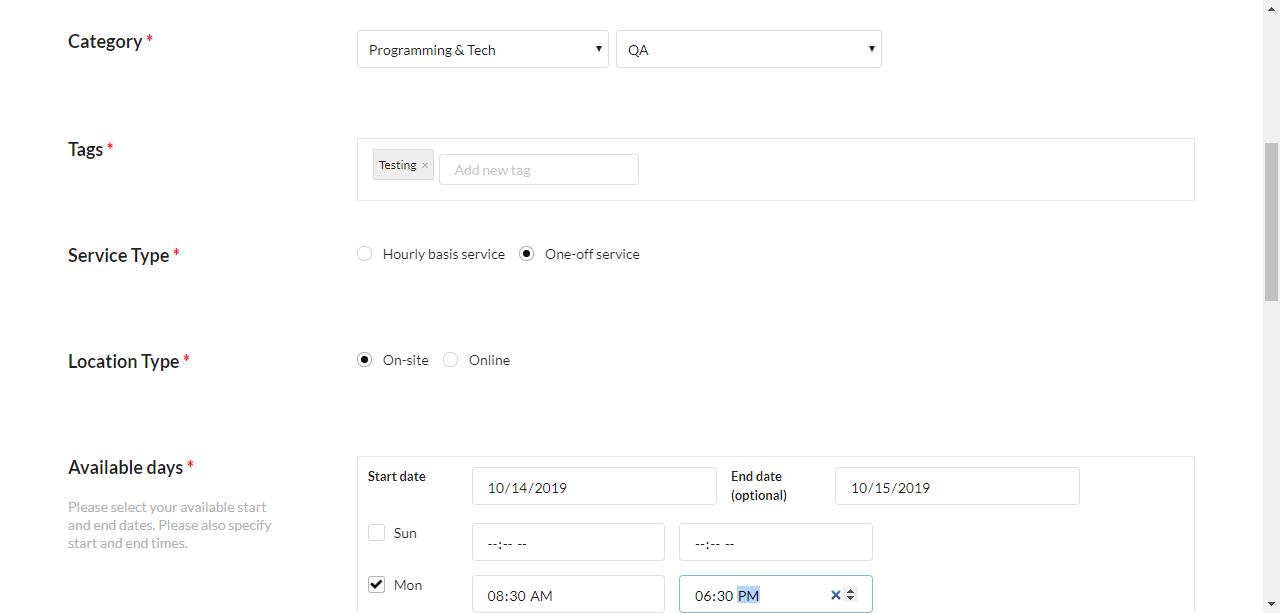 Category *
Programming & Tech
QA
Tags *
Testing ×
Add new tag
Service Type *
Hourly basis service
One-off service
Location Type *
On-site
Online
Available days *
Please select your available start
and end dates. Please also specify
start and end times.
Start date
10/14/2019
End date
(optional)
10/15/2019
Sun
--:-- --
--:-- --
Mon
08:30 AM
06:30 PM